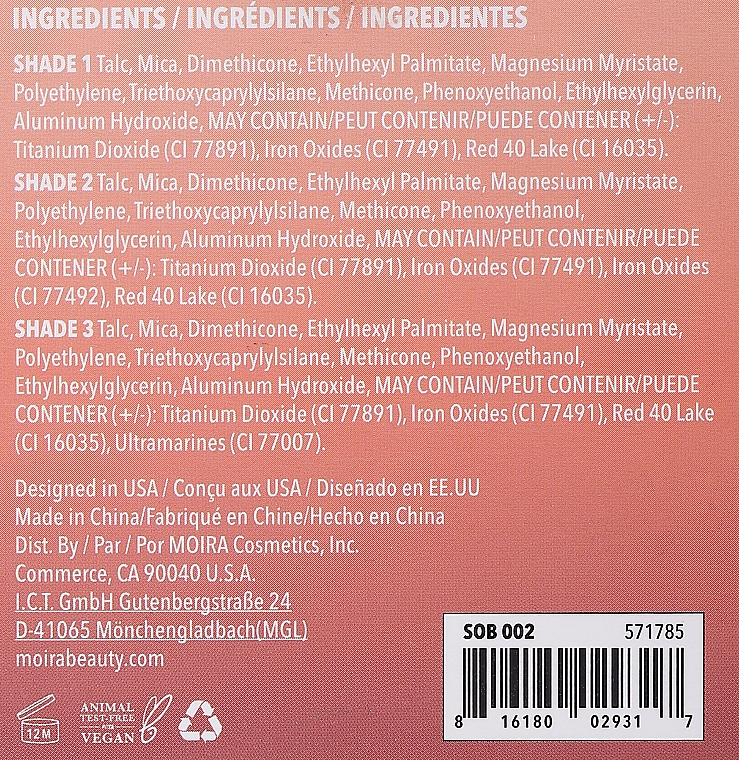 INGREDIENTS / INGRÉDIENTS / INGREDIENTES
SHADE 1 Talc, Mica, Dimethicone, Ethylhexyl Palmitate, Magnesium Myristate,
Polyethylene, Triethoxycaprylylsilane, Methicone, Phenoxyethanol, Ethylhexylglycerin,
Aluminum Hydroxide, MAY CONTAIN/PEUT CONTENIR/PUEDE CONTENER (+/-):
Titanium Dioxide (CI 77891), Iron Oxides (CI 77491), Red 40 Lake (CI 16035).
SHADE 2 Talc, Mica, Dimethicone, Ethylhexyl Palmitate, Magnesium Myristate,
Polyethylene, Triethoxycaprylylsilane, Methicone, Phenoxyethanol,
Ethylhexylglycerin, Aluminum Hydroxide, MAY CONTAIN/PEUT CONTENIR/PUEDE
CONTENER (+/-): Titanium Dioxide (CI 77891), Iron Oxides (CI 77491), Iron Oxides
(CI 77492), Red 40 Lake (CI 16035).
SHADE 3 Talc, Mica, Dimethicone, Ethylhexyl Palmitate, Magnesium Myristate,
Polyethylene, Triethoxycaprylylsilane, Methicone, Phenoxyethanol,
Ethylhexylglycerin, Aluminum Hydroxide, MAY CONTAIN/PEUT CONTENIR/PUEDE
CONTENER (+/-): Titanium Dioxide (CI 77891), Iron Oxides (CI 77491), Red 40 Lake
(CI 16035), Ultramarines (CI 77007).
Designed in USA / Conçu aux USA / Diseñado en EE.UU
Made in China/Fabriqué en Chine/Hecho en China
Dist. By / Par / Por MOIRA Cosmetics, Inc.
Commerce, CA 90040 U.S.A.
I.C.T. GmbH Gutenbergstraße 24
D-41065 Mönchengladbach(MGL)
moirabeauty.com
12M
ANIMAL
TEST-FREE
with
VEGAN
SOB 002 571785
8 16180 02931 7